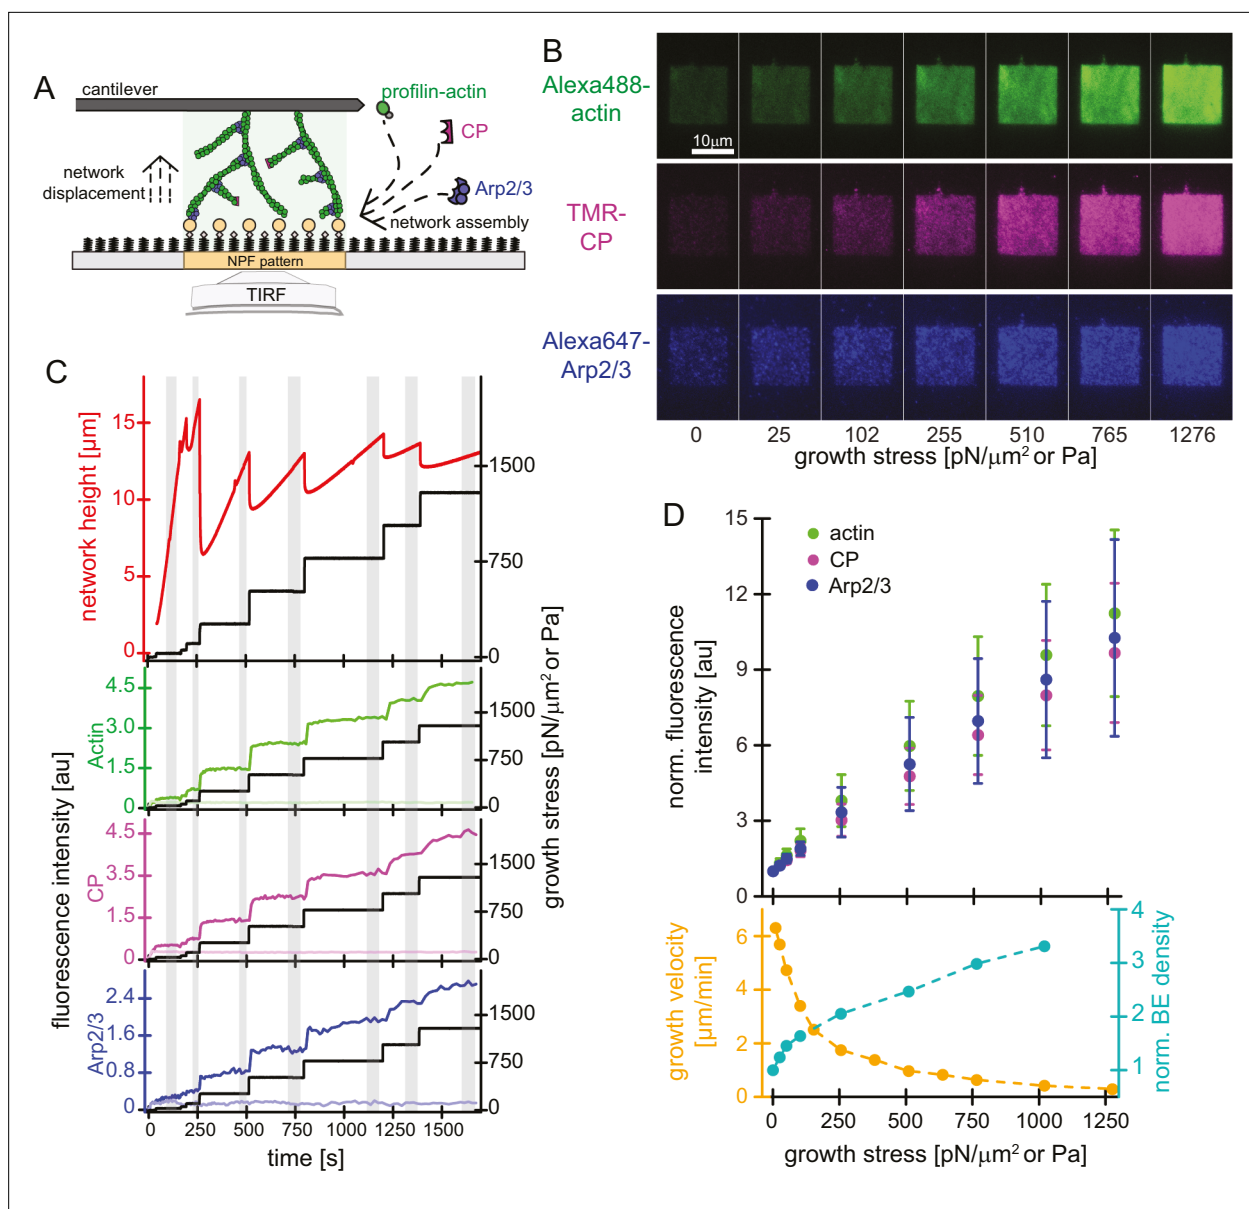 A
cantilever
profilin-actin
CP
network
displacement
Arp2/3
network assembly
NPF pattern
TIRF
B
Alexa488-
actin
10µm
TMR-
CP
Alexa647-
Arp2/3
0 25 102 255 510 765 1276
growth stress [pN/µm² or Pa]
C
network height [µm]
15
10
5
0
1500
750
0
Actin
4.5
3.0
1.5
0
1500
750
0
CP
4.5
3.5
1.5
0
1500
750
0
Arp2/3
2.4
1.6
0.8
0
1500
750
0
fluorescence intensity [au]
growth stress [pN/µm² or Pa]
0 250 500 750 1000 1250 1500
time [s]
D
norm. fluorescence
intensity [au]
15
12
9
6
3
0
actin
CP
Arp2/3
growth velocity
[µm/min]
6
4
2
0
4
3
2
1
norm. BE density
0 250 500 750 1000 1250
growth stress [pN/µm² or Pa]